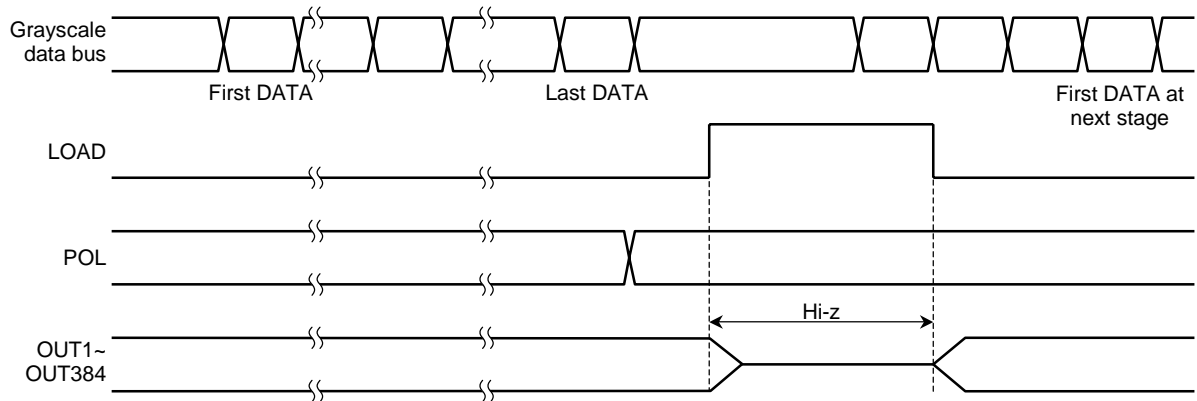 Grayscale
data bus
First DATA
Last DATA
First DATA at
next stage
LOAD
POL
Hi-z
OUT1~
OUT384